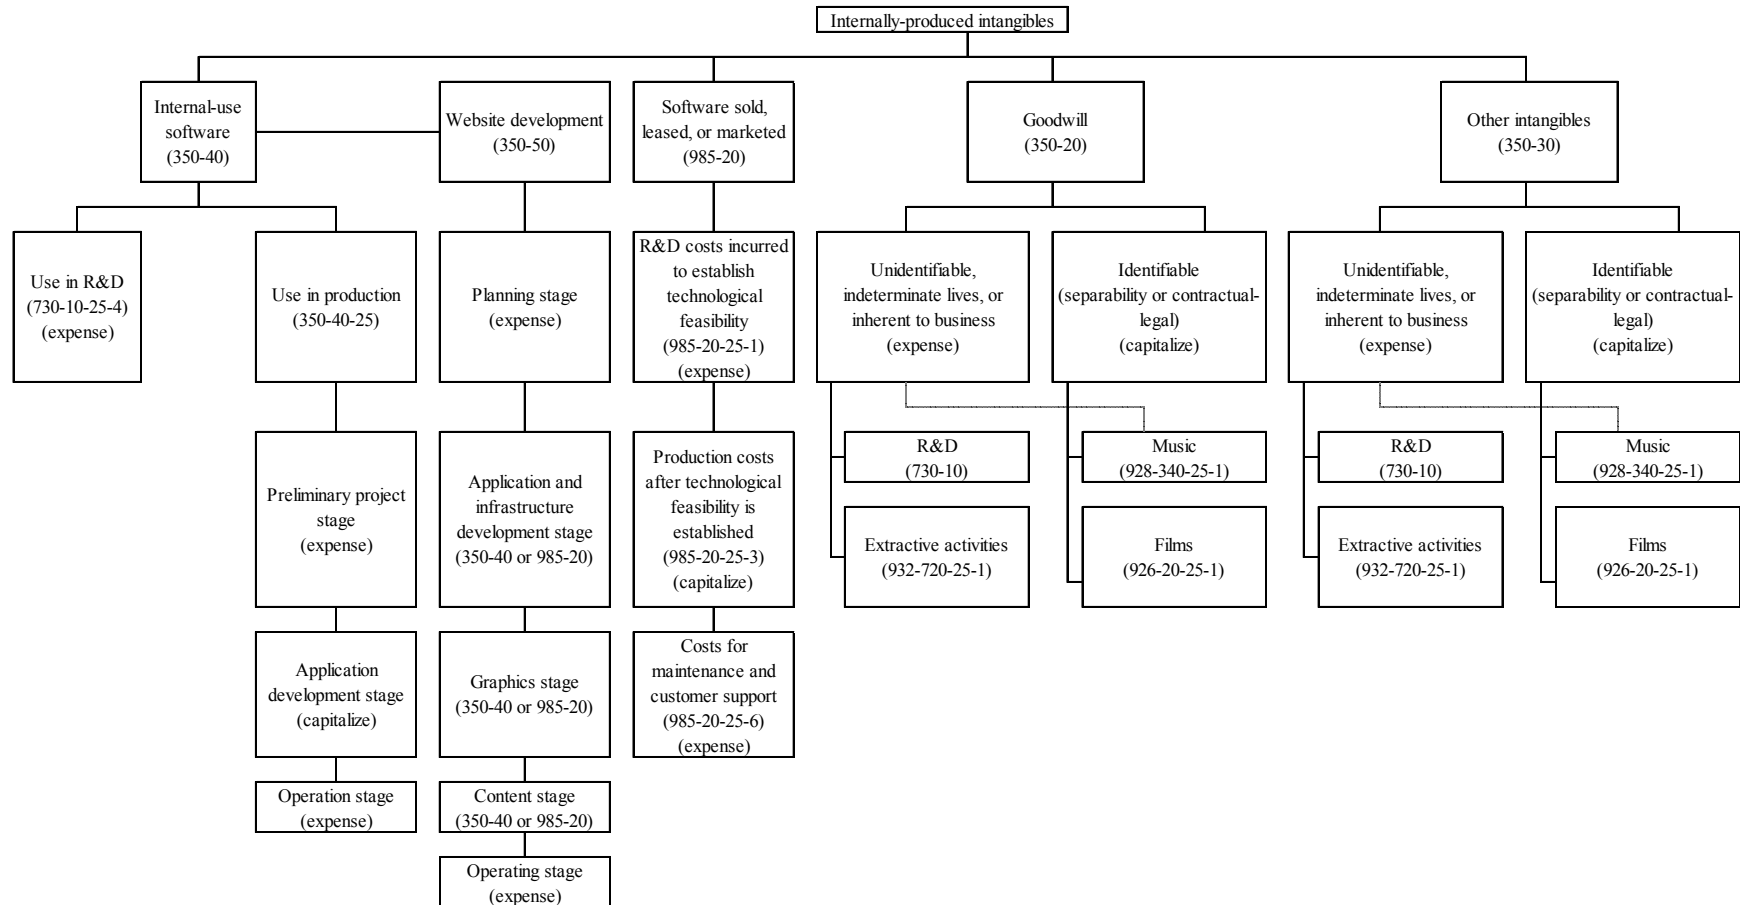 Internally-produced intangibles
Internal-use
software
(350-40)
Website development
(350-50)
Software sold,
leased, or marketed
(985-20)
Goodwill
(350-20)
Other intangibles
(350-30)
Use in R&D
(730-10-25-4)
(expense)
Use in production
(350-40-25)
Planning stage
(expense)
R&D costs incurred
to establish
technological
feasibility
(985-20-25-1)
(expense)
Unidentifiable,
indeterminate lives, or
inherent to business
(expense)
Identifiable
(separability or contractual-
legal)
(capitalize)
Unidentifiable,
indeterminate lives, or
inherent to business
(expense)
Identifiable
(separability or contractual-
legal)
(capitalize)
Preliminary project
stage
(expense)
Application and
infrastructure
development stage
(350-40 or 985-20)
Production costs
after technological
feasibility is
established
(985-20-25-3)
(capitalize)
R&D
(730-10)
Music
(928-340-25-1)
R&D
(730-10)
Music
(928-340-25-1)
Extractive activities
(932-720-25-1)
Films
(926-20-25-1)
Extractive activities
(932-720-25-1)
Films
(926-20-25-1)
Application
development stage
(capitalize)
Graphics stage
(350-40 or 985-20)
Costs for
maintenance and
customer support
(985-20-25-6)
(expense)
Operation stage
(expense)
Content stage
(350-40 or 985-20)
Operating stage
(expense)